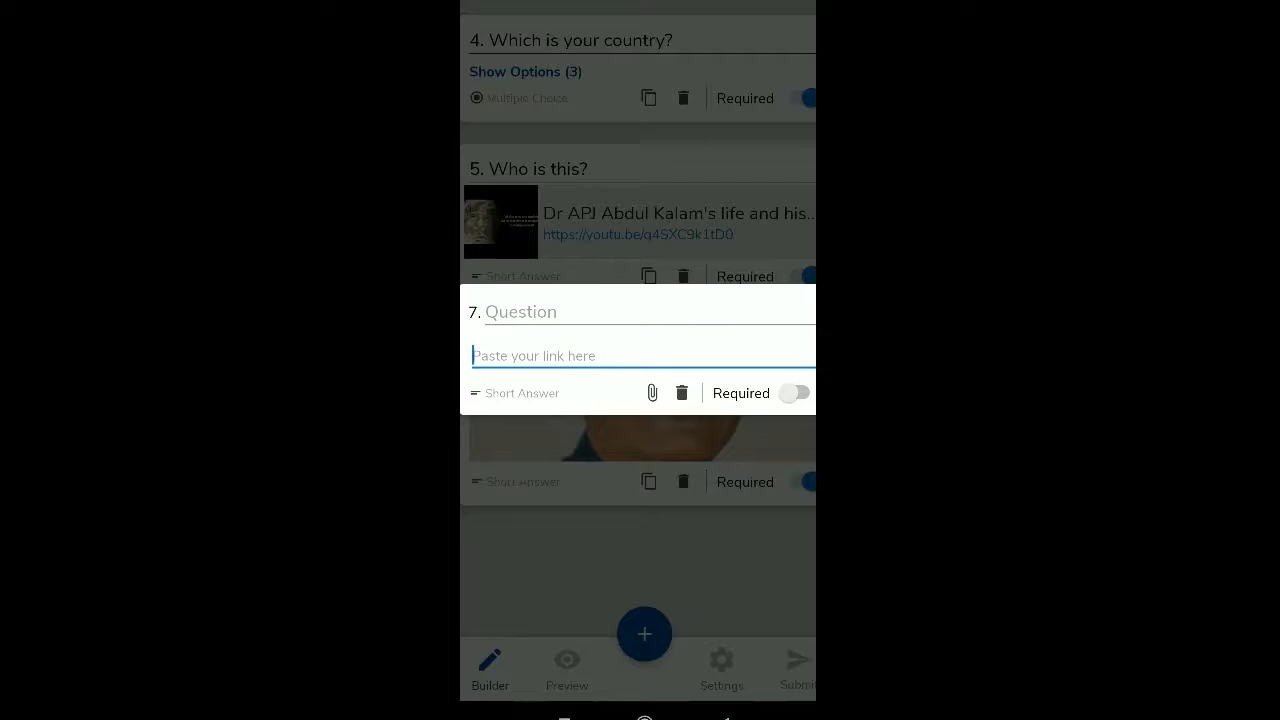 4. Which is your country?
Show Options (3)
Multiple Choice
Required
5. Who is this?
Dr APJ Abdul Kalam's life and his...
https://youtu.be/q4SXC9k1tD0
Short Answer
Required
7. Question
Paste your link here
Short Answer
Required
Short Answer
Required
+
Builder
Preview
Settings
Submit